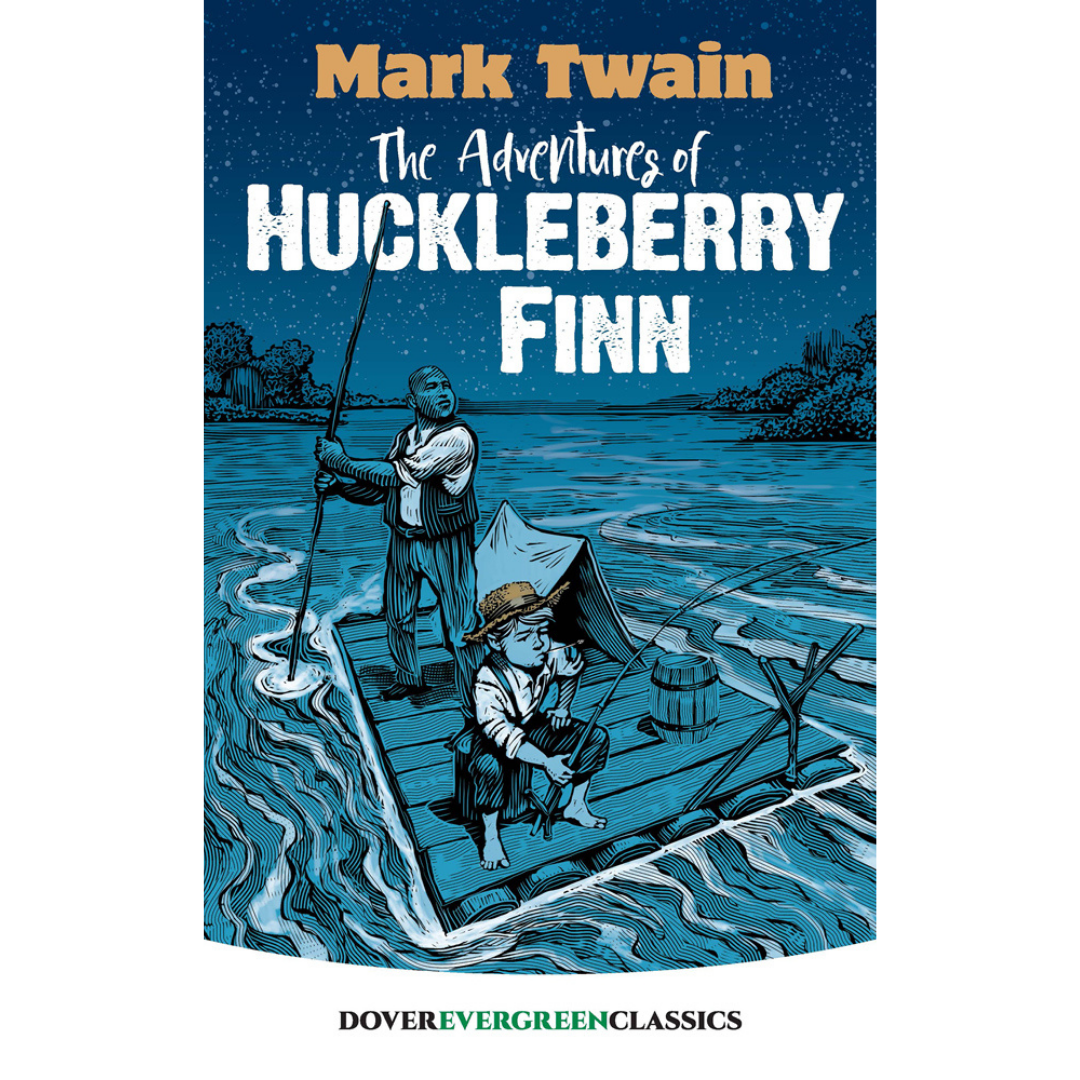 Mark Twain
The Adventures of
HUCKLEBERRY
FINN
DOVEREVERGREENCLASSICS